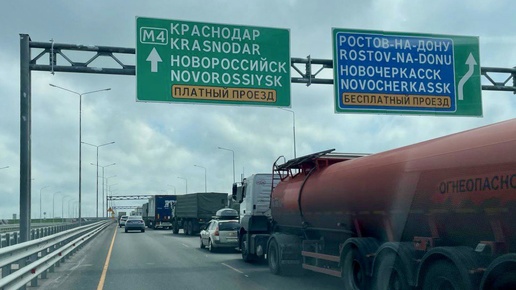 М4
КРАСНОДАР
KRASNODAR
НОВОРОССИЙСК
NOVOROSSIYSK
ПЛАТНЫЙ ПРОЕЗД
РОСТОВ-НА-ДОНУ
ROSTOV-NA-DONU
НОВОЧЕРКАССК
NOVOCHERKASSK
БЕСПЛАТНЫЙ ПРОЕЗД
ОГНЕОПАСНО